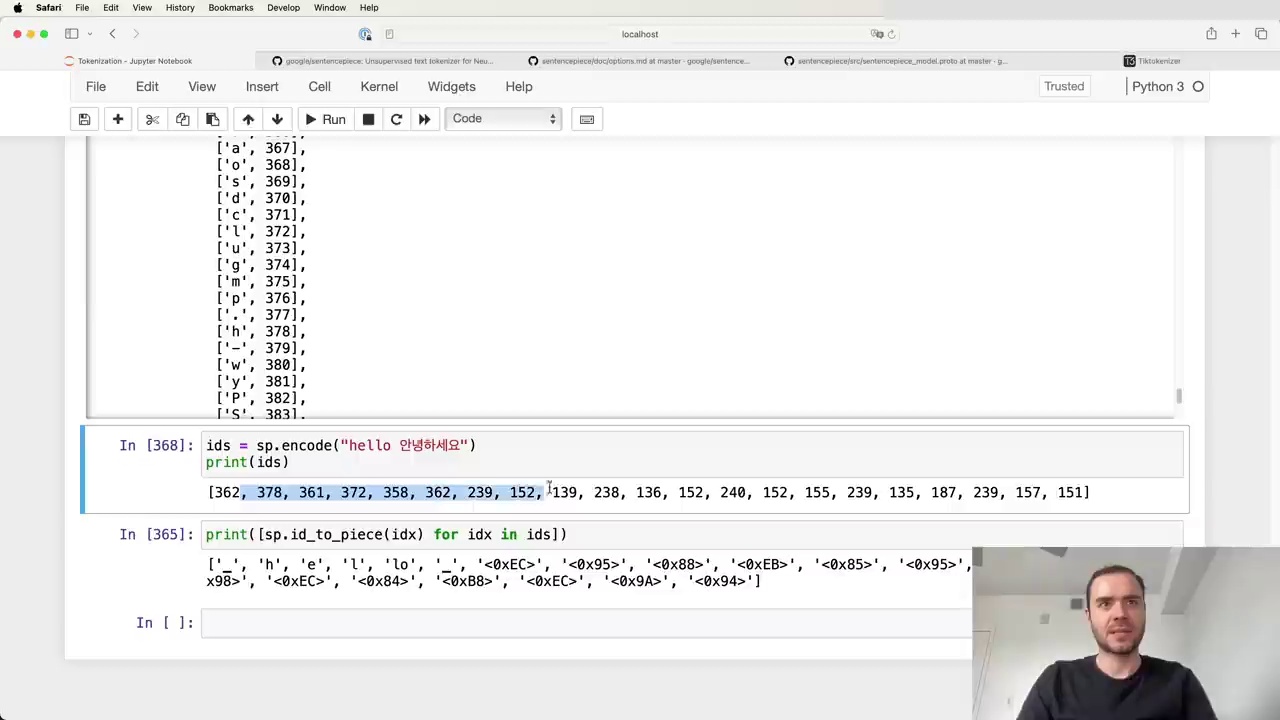 Safari File Edit View History Bookmarks Develop Window Help
localhost
Tokenization - Jupyter Notebook
google/sentencepiece: Unsupervised text tokenizer for Neu...
sentencepiece/doc/options.md at master · google/sentence...
sentencepiece/src/sentencepiece_model.proto at master · g...
Tiktokenizer
File Edit View Insert Cell Kernel Widgets Help Trusted Python 3
Run Code
['a', 367],
['o', 368],
['s', 369],
['d', 370],
['c', 371],
['l', 372],
['u', 373],
['g', 374],
['m', 375],
['p', 376],
['.', 377],
['h', 378],
['-', 379],
['w', 380],
['y', 381],
['P', 382],
['S', 383],
In [368]: ids = sp.encode("hello 안녕하세요")
print(ids)
[362, 378, 361, 372, 358, 362, 239, 152, 139, 238, 136, 152, 240, 152, 155, 239, 135, 187, 239, 157, 151]
In [365]: print([sp.id_to_piece(idx) for idx in ids])
['▁', 'h', 'e', 'l', 'lo', '▁', '<0xEC>', '<0x95>', '<0x88>', '<0xEB>', '<0x85>', '<0x95>',
x98>', '<0xEC>', '<0x84>', '<0xB8>', '<0xEC>', '<0x9A>', '<0x94>']
In [ ]: